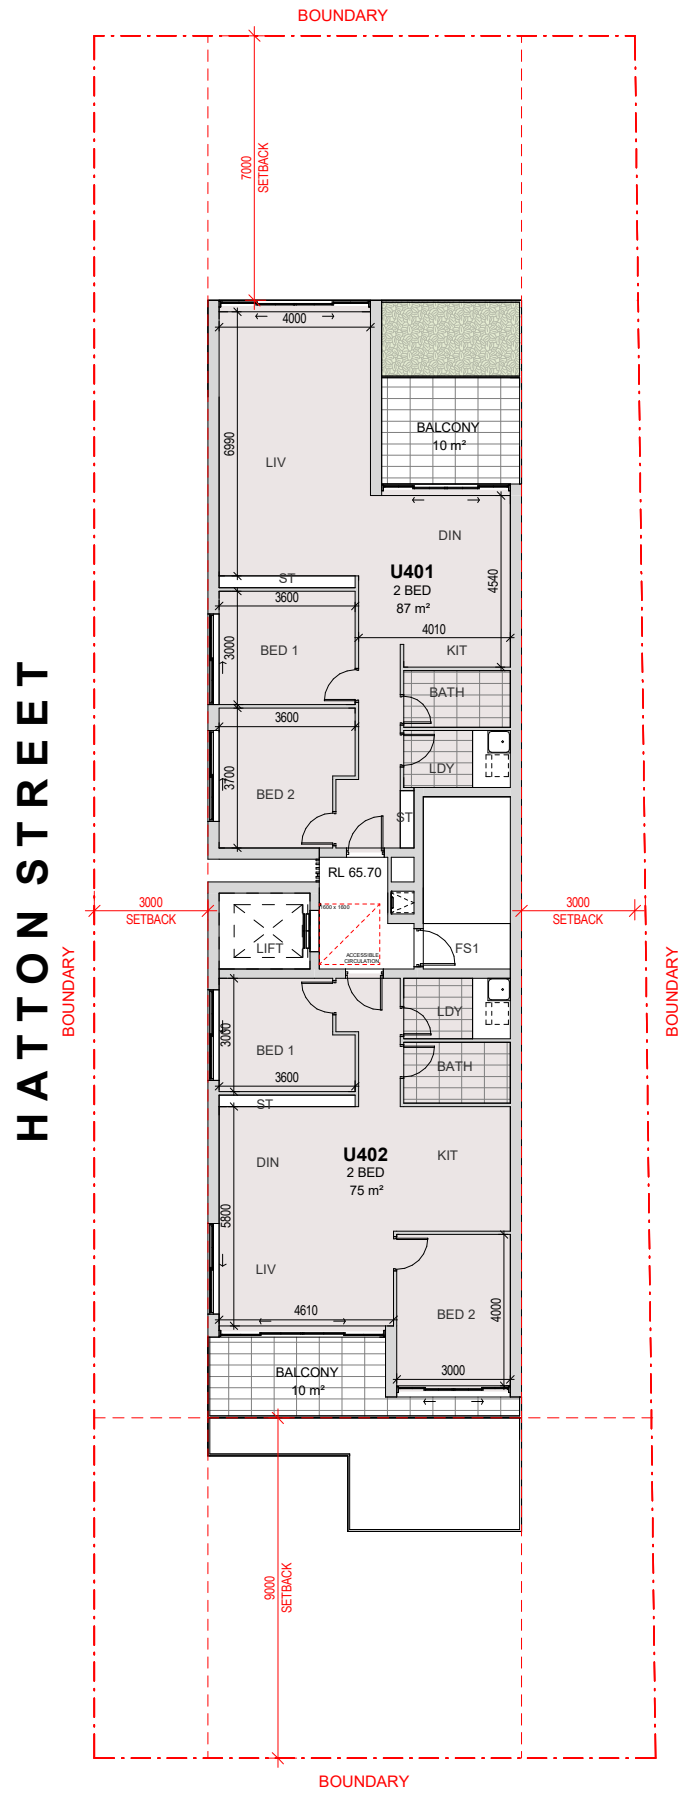 BOUNDARY
7000
SETBACK
4000
6990
LIV
BALCONY
10 m²
DIN
U401
2 BED
87 m²
4540
ST
3600
4010
3000
BED 1
KIT
BATH
3600
3700
BED 2
LDY
ST
RL 65.70
HATTON STREET
3000
SETBACK
3000
SETBACK
LIFT
ACCESSIBLE
CIRCULATION
FS1
BOUNDARY
BOUNDARY
LDY
3000
BED 1
3600
BATH
ST
U402
2 BED
75 m²
DIN
KIT
5800
LIV
4610
BED 2
4000
3000
BALCONY
10 m²
9000
SETBACK
BOUNDARY